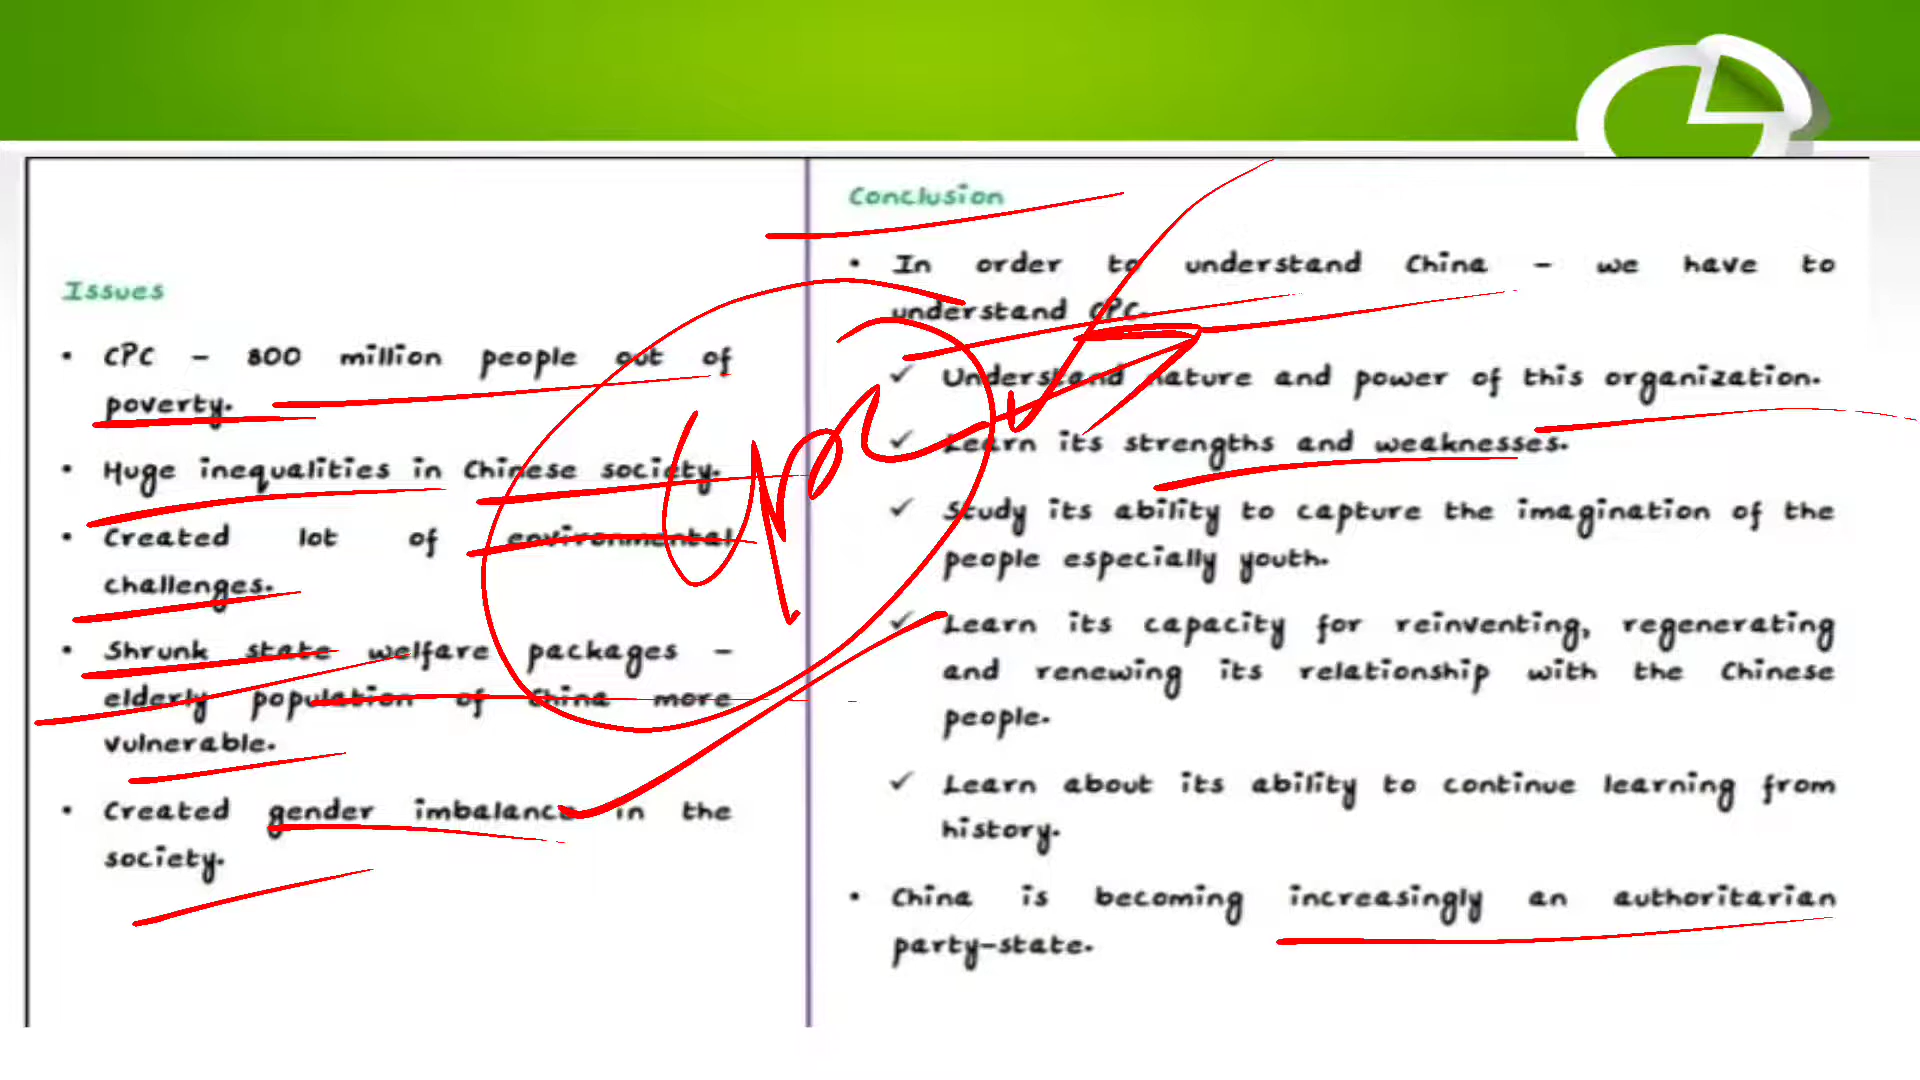 Issues
• CPC – 800 million people out of
poverty.
• Huge inequalities in Chinese society.
• Created lot of environmental
challenges.
• Shrunk state welfare packages –
elderly population of China more
vulnerable.
• Created gender imbalance in the
society.
Conclusion
• In order to understand China – we have to
understand CPC.
✓ Understand nature and power of this organization.
✓ Learn its strengths and weaknesses.
✓ Study its ability to capture the imagination of the
people especially youth.
✓ Learn its capacity for reinventing, regenerating
and renewing its relationship with the Chinese
people.
✓ Learn about its ability to continue learning from
history.
• China is becoming increasingly an authoritarian
party-state.